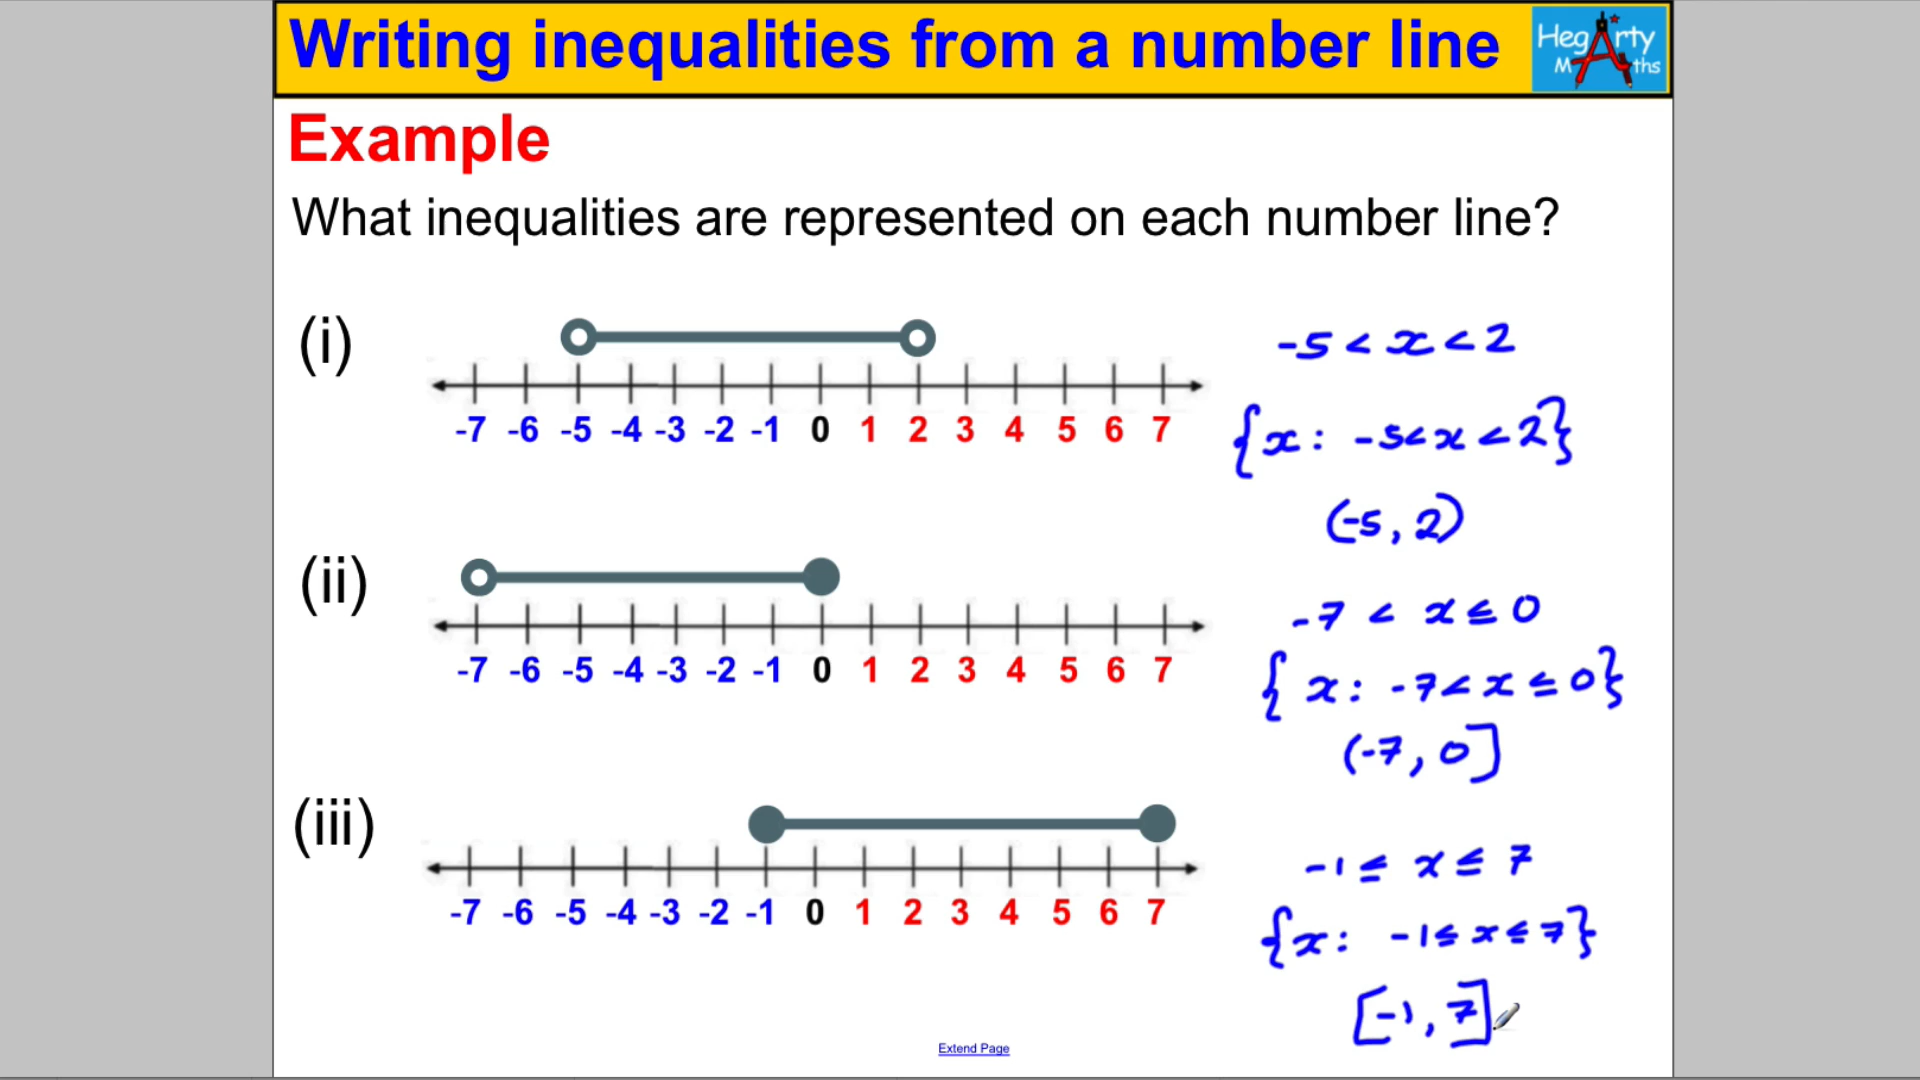 Writing inequalities from a number line
HegArty
MAths
Example
What inequalities are represented on each number line?
(i)
-7 -6 -5 -4 -3 -2 -1 0 1 2 3 4 5 6 7
-5 < x < 2
{x: -5<x<2}
(-5, 2)
(ii)
-7 -6 -5 -4 -3 -2 -1 0 1 2 3 4 5 6 7
-7 < x ≤ 0
{x: -7<x≤0}
(-7, 0]
(iii)
-7 -6 -5 -4 -3 -2 -1 0 1 2 3 4 5 6 7
-1 ≤ x ≤ 7
{x: -1≤x≤7}
[-1, 7]
Extend Page